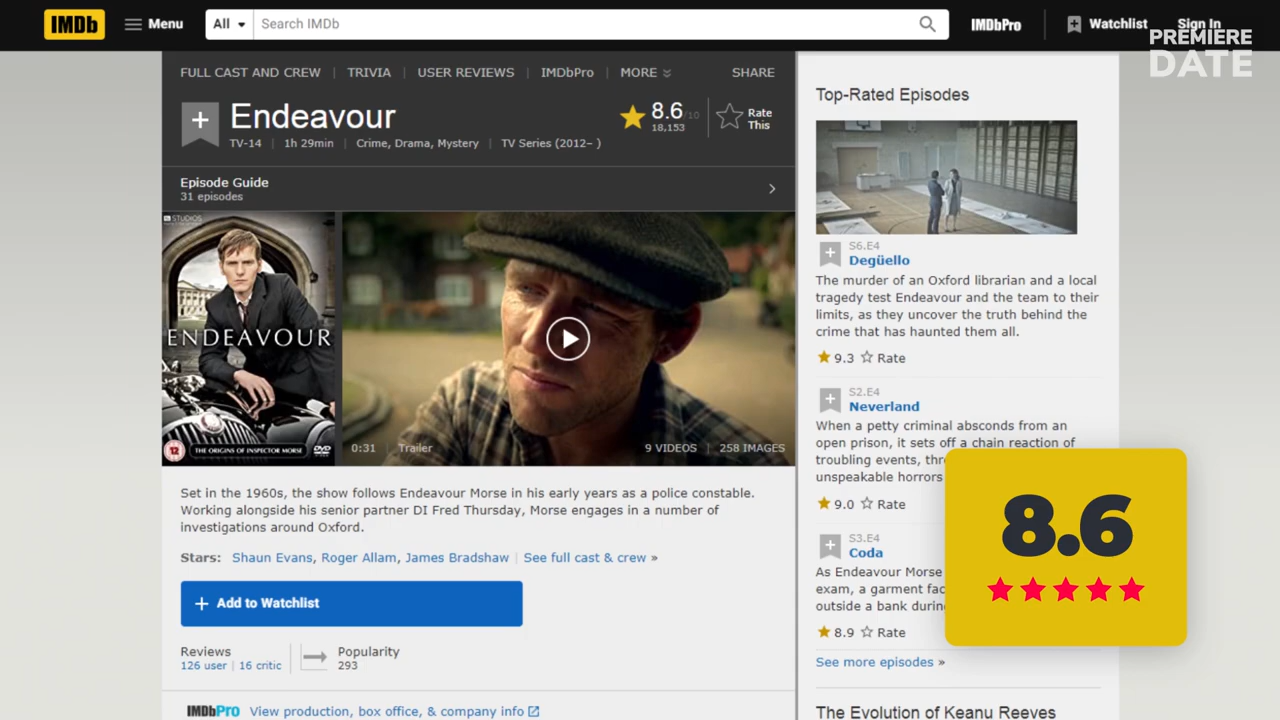 IMDb
Menu
All
Search IMDb
IMDbPro
Watchlist
Sign In
PREMIERE
DATE
FULL CAST AND CREW | TRIVIA | USER REVIEWS | IMDbPro | MORE
SHARE
Endeavour
8.6/10
18,153
Rate
This
TV-14 | 1h 29min | Crime, Drama, Mystery | TV Series (2012– )
Episode Guide
31 episodes
STUDIOS
ENDEAVOUR
12
THE ORIGINS OF INSPECTOR MORSE
DVD
0:31 | Trailer
9 VIDEOS | 258 IMAGES
Set in the 1960s, the show follows Endeavour Morse in his early years as a police constable.
Working alongside his senior partner DI Fred Thursday, Morse engages in a number of
investigations around Oxford.
Stars: Shaun Evans, Roger Allam, James Bradshaw | See full cast & crew »
+ Add to Watchlist
Reviews
126 user | 16 critic
Popularity
293
IMDbPro View production, box office, & company info
Top-Rated Episodes
S6.E4
Degüello
The murder of an Oxford librarian and a local
tragedy test Endeavour and the team to their
limits, as they uncover the truth behind the
crime that has haunted them all.
9.3 Rate
S2.E4
Neverland
When a petty criminal absconds from an
open prison, it sets off a chain reaction of
troubling events,
unspeakable horrors
9.0 Rate
S3.E4
Coda
As Endeavour Morse
exam, a garment
outside a bank
8.9 Rate
See more episodes »
The Evolution of Keanu Reeves
8.6